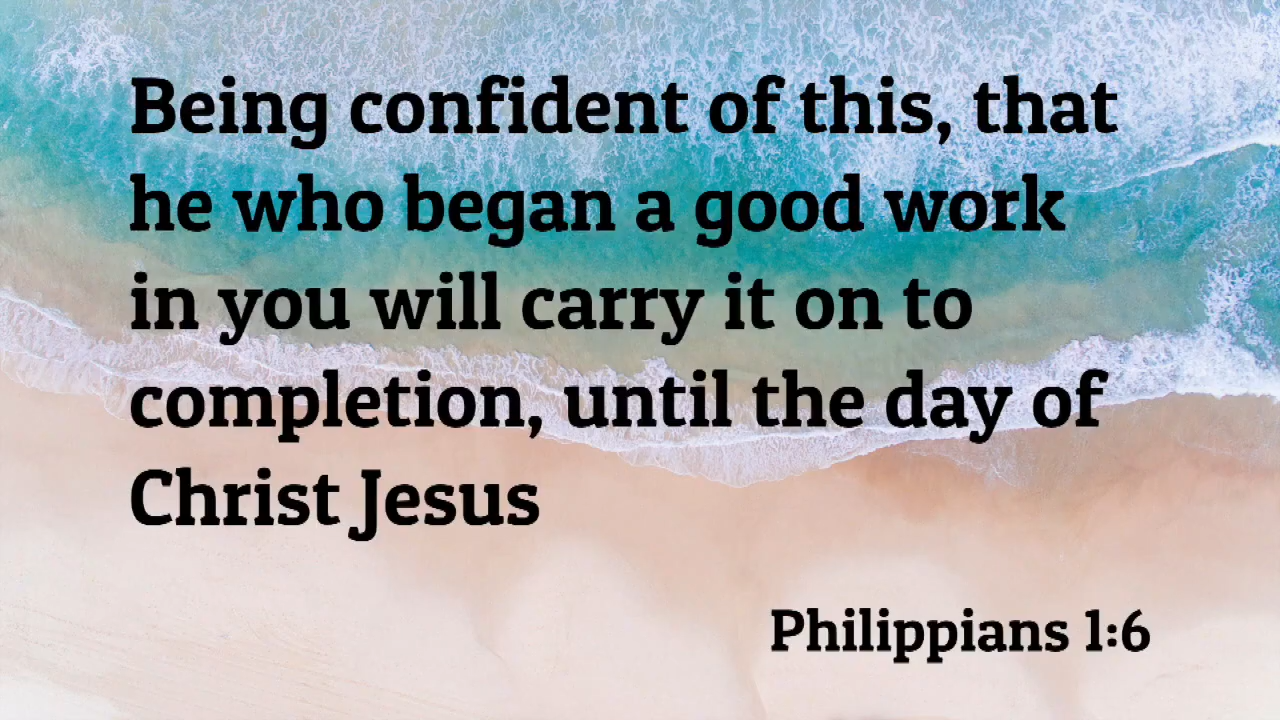 Being confident of this, that
he who began a good work
in you will carry it on to
completion, until the day of
Christ Jesus
Philippians 1:6